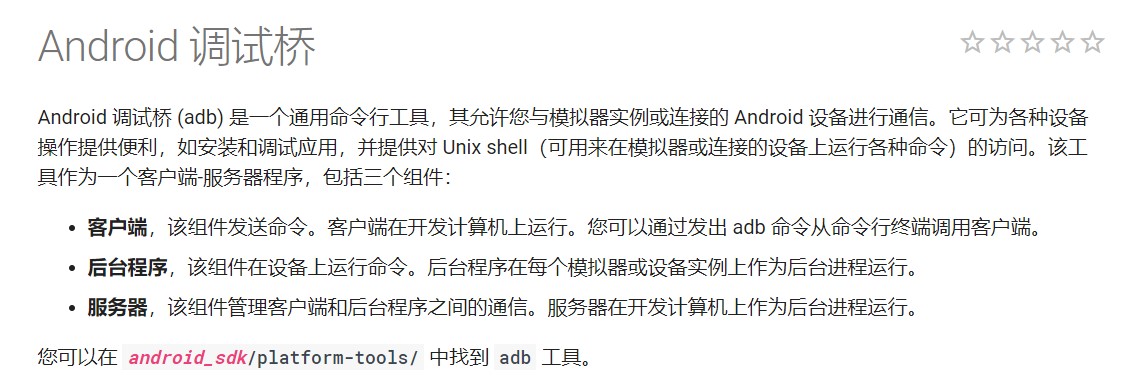 Android 调试桥
Android 调试桥 (adb) 是一个通用命令行工具，其允许您与模拟器实例或连接的 Android 设备进行通信。它可为各种设备
操作提供便利，如安装和调试应用，并提供对 Unix shell（可用来在模拟器或连接的设备上运行各种命令）的访问。该工
具作为一个客户端-服务器程序，包括三个组件：
• 客户端，该组件发送命令。客户端在开发计算机上运行。您可以通过发出 adb 命令从命令行终端调用客户端。
• 后台程序，该组件在设备上运行命令。后台程序在每个模拟器或设备实例上作为后台进程运行。
• 服务器，该组件管理客户端和后台程序之间的通信。服务器在开发计算机上作为后台进程运行。
您可以在 android_sdk/platform-tools/ 中找到 adb 工具。